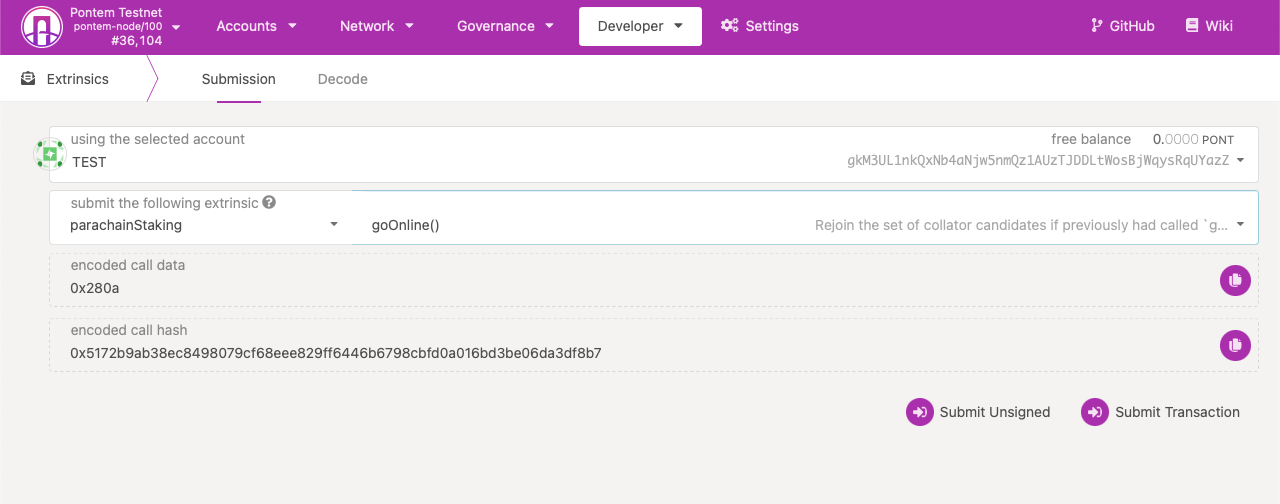 Pontem Testnet
pontem-node/100
#36,104
Accounts
Network
Governance
Developer
Settings
GitHub
Wiki
Extrinsics
Submission
Decode
using the selected account
free balance 0.0000 PONT
TEST
gkM3UL1nkQxNb4aNjw5nmQz1AUzTJDDLtWosBjWqysRqUYazZ
submit the following extrinsic
parachainStaking
goOnline()
Rejoin the set of collator candidates if previously had called `g...
encoded call data
0x280a
encoded call hash
0x5172b9ab38ec8498079cf68eee829ff6446b6798cbfd0a016bd3be06da3df8b7
Submit Unsigned
Submit Transaction